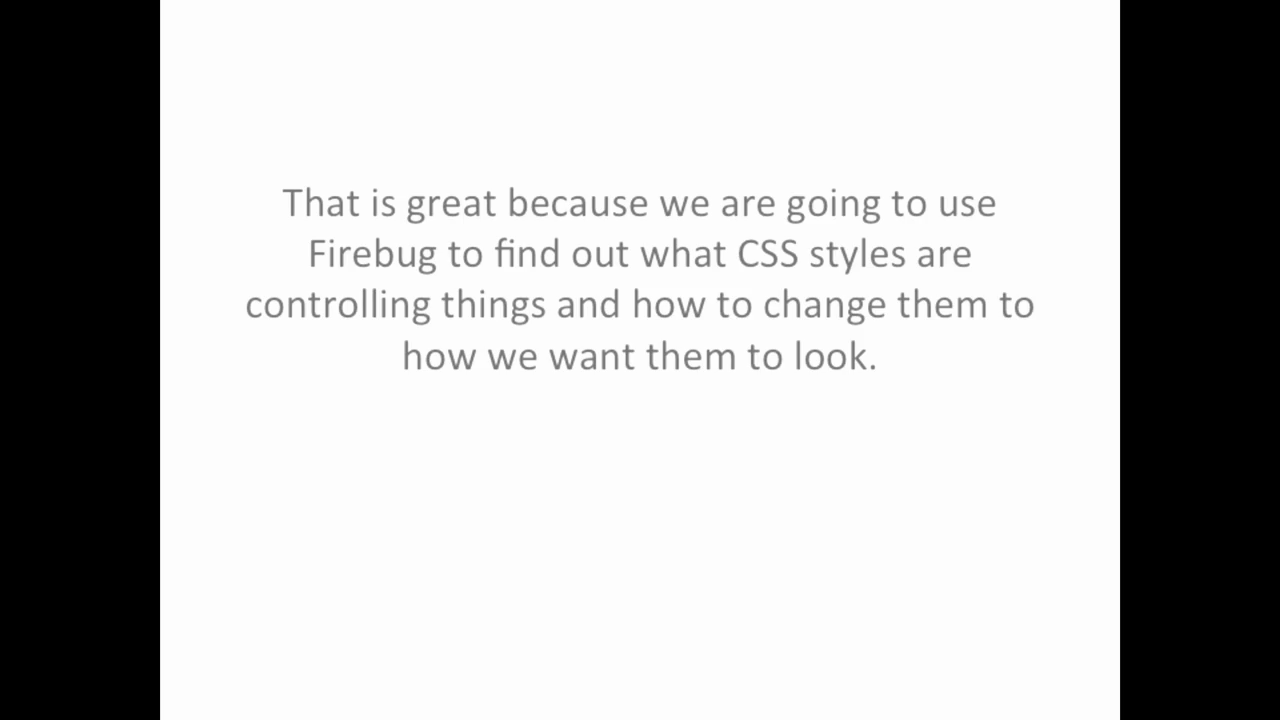 That is great because we are going to use
Firebug to find out what CSS styles are
controlling things and how to change them to
how we want them to look.